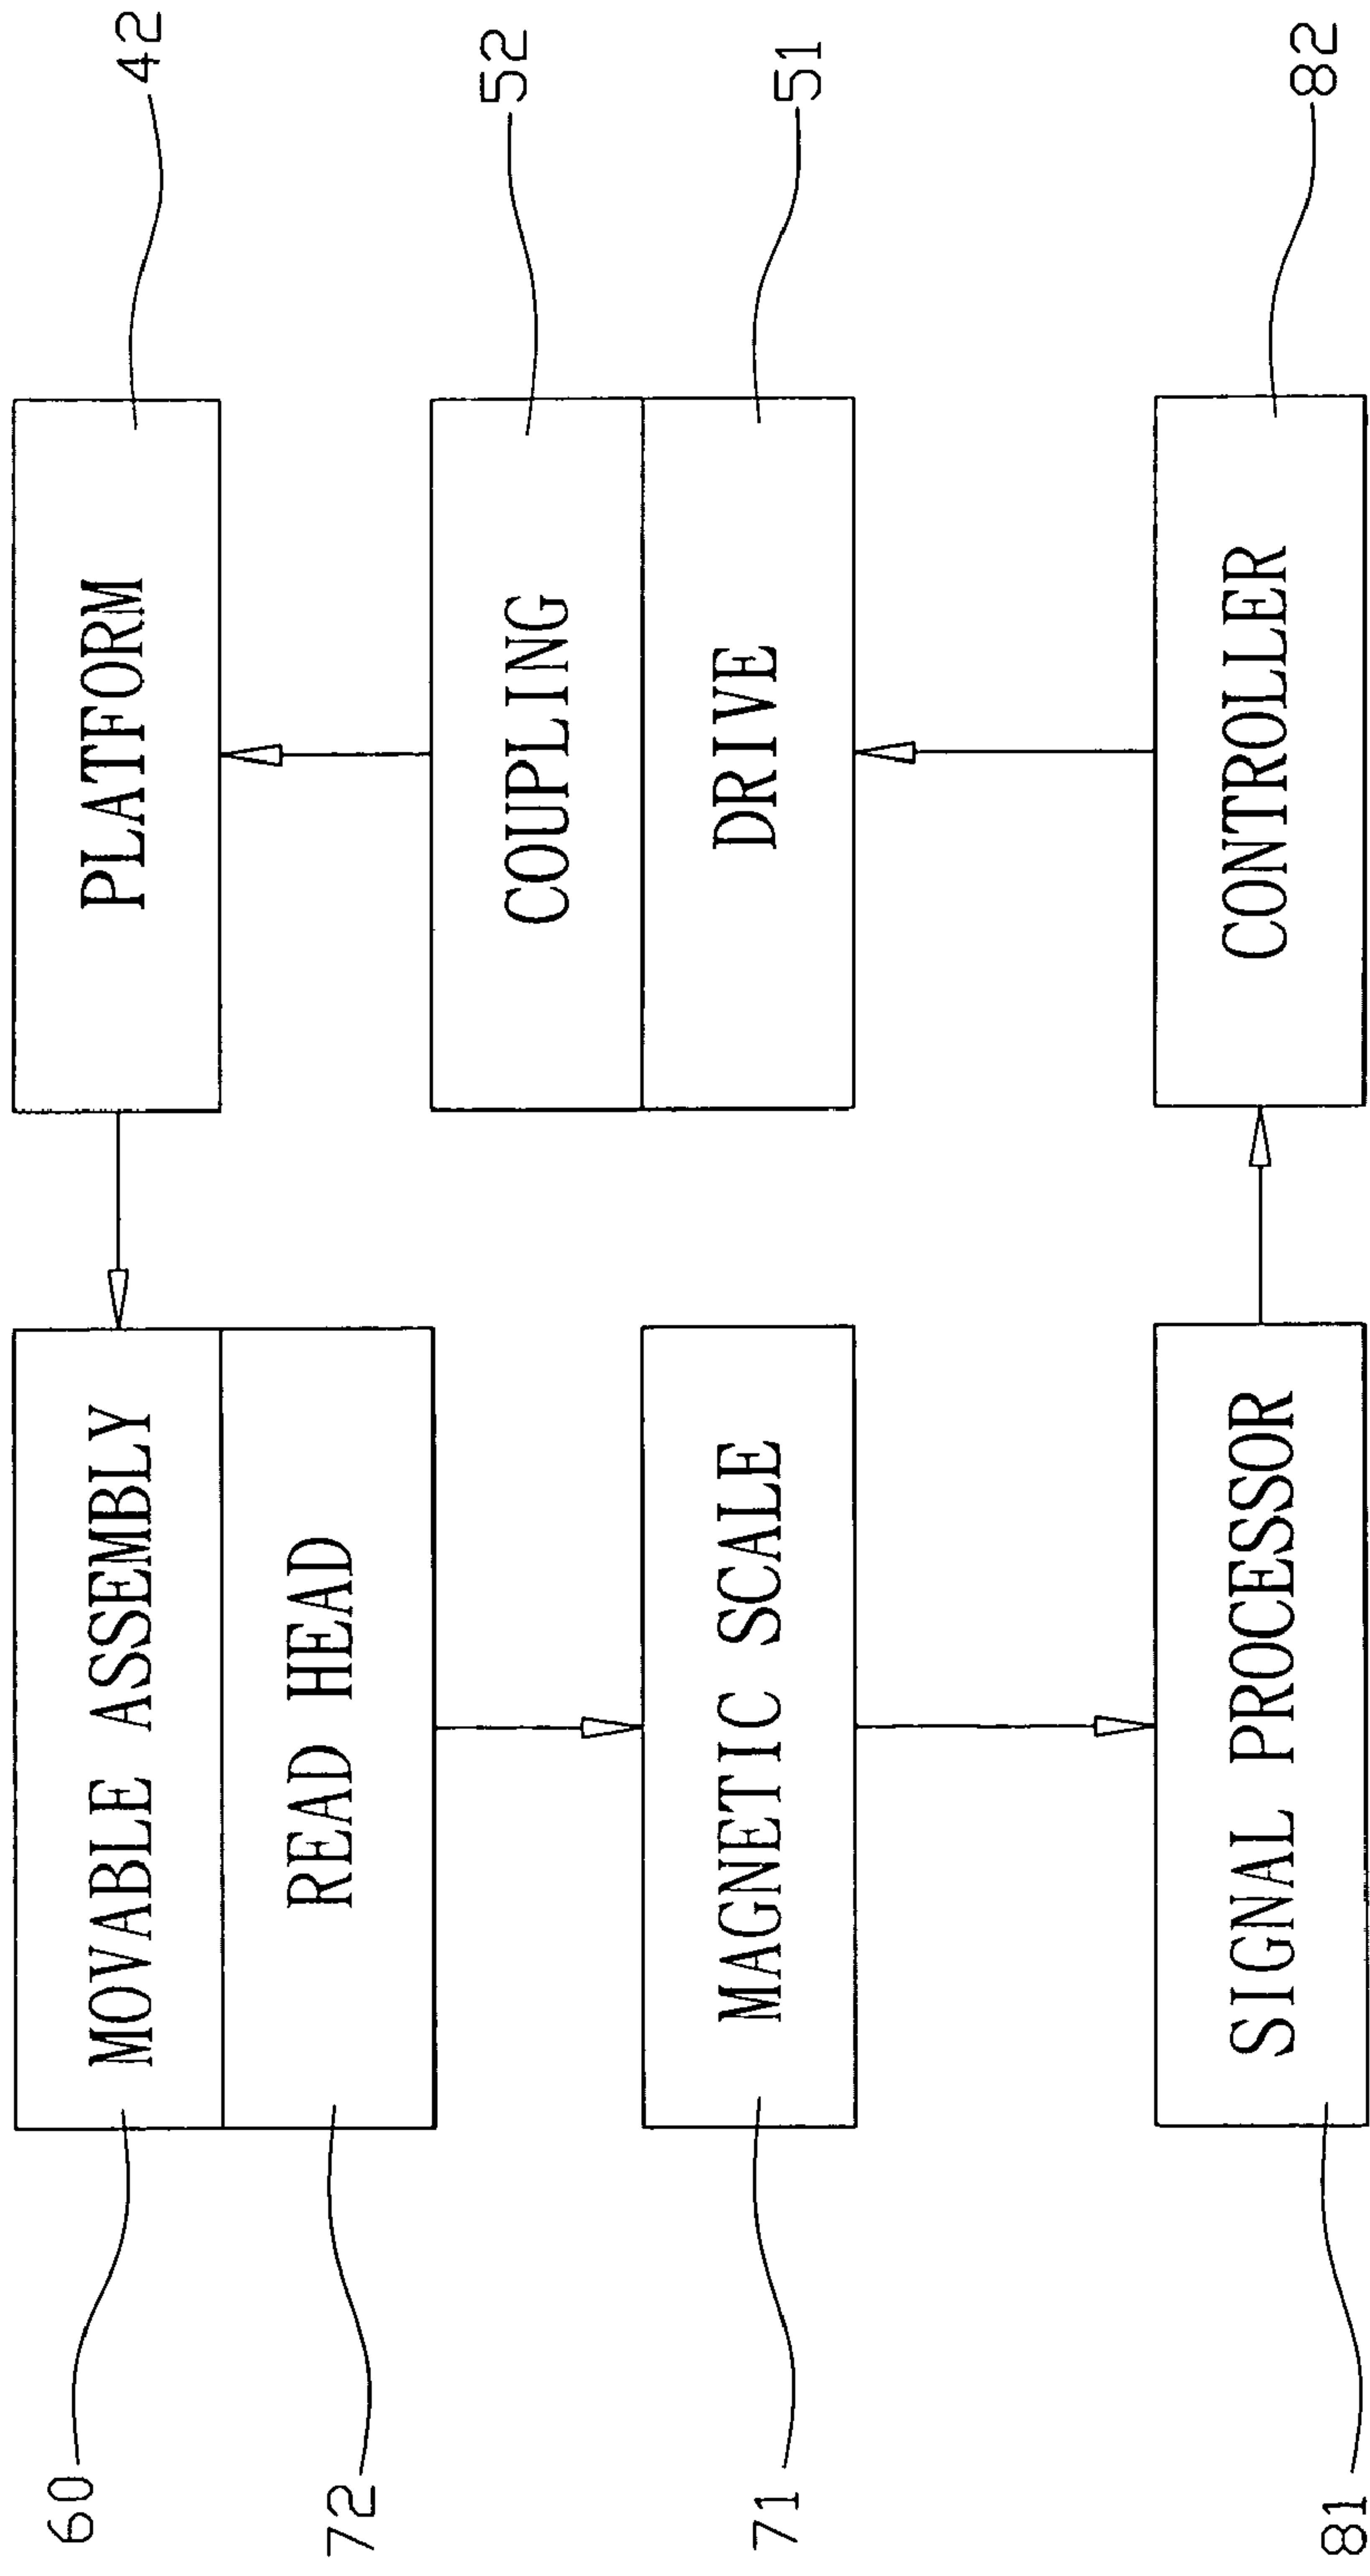 60
MOVABLE ASSEMBLY
PLATFORM
42
72
READ HEAD
COUPLING
52
71
MAGNETIC SCALE
DRIVE
51
81
SIGNAL PROCESSOR
CONTROLLER
82